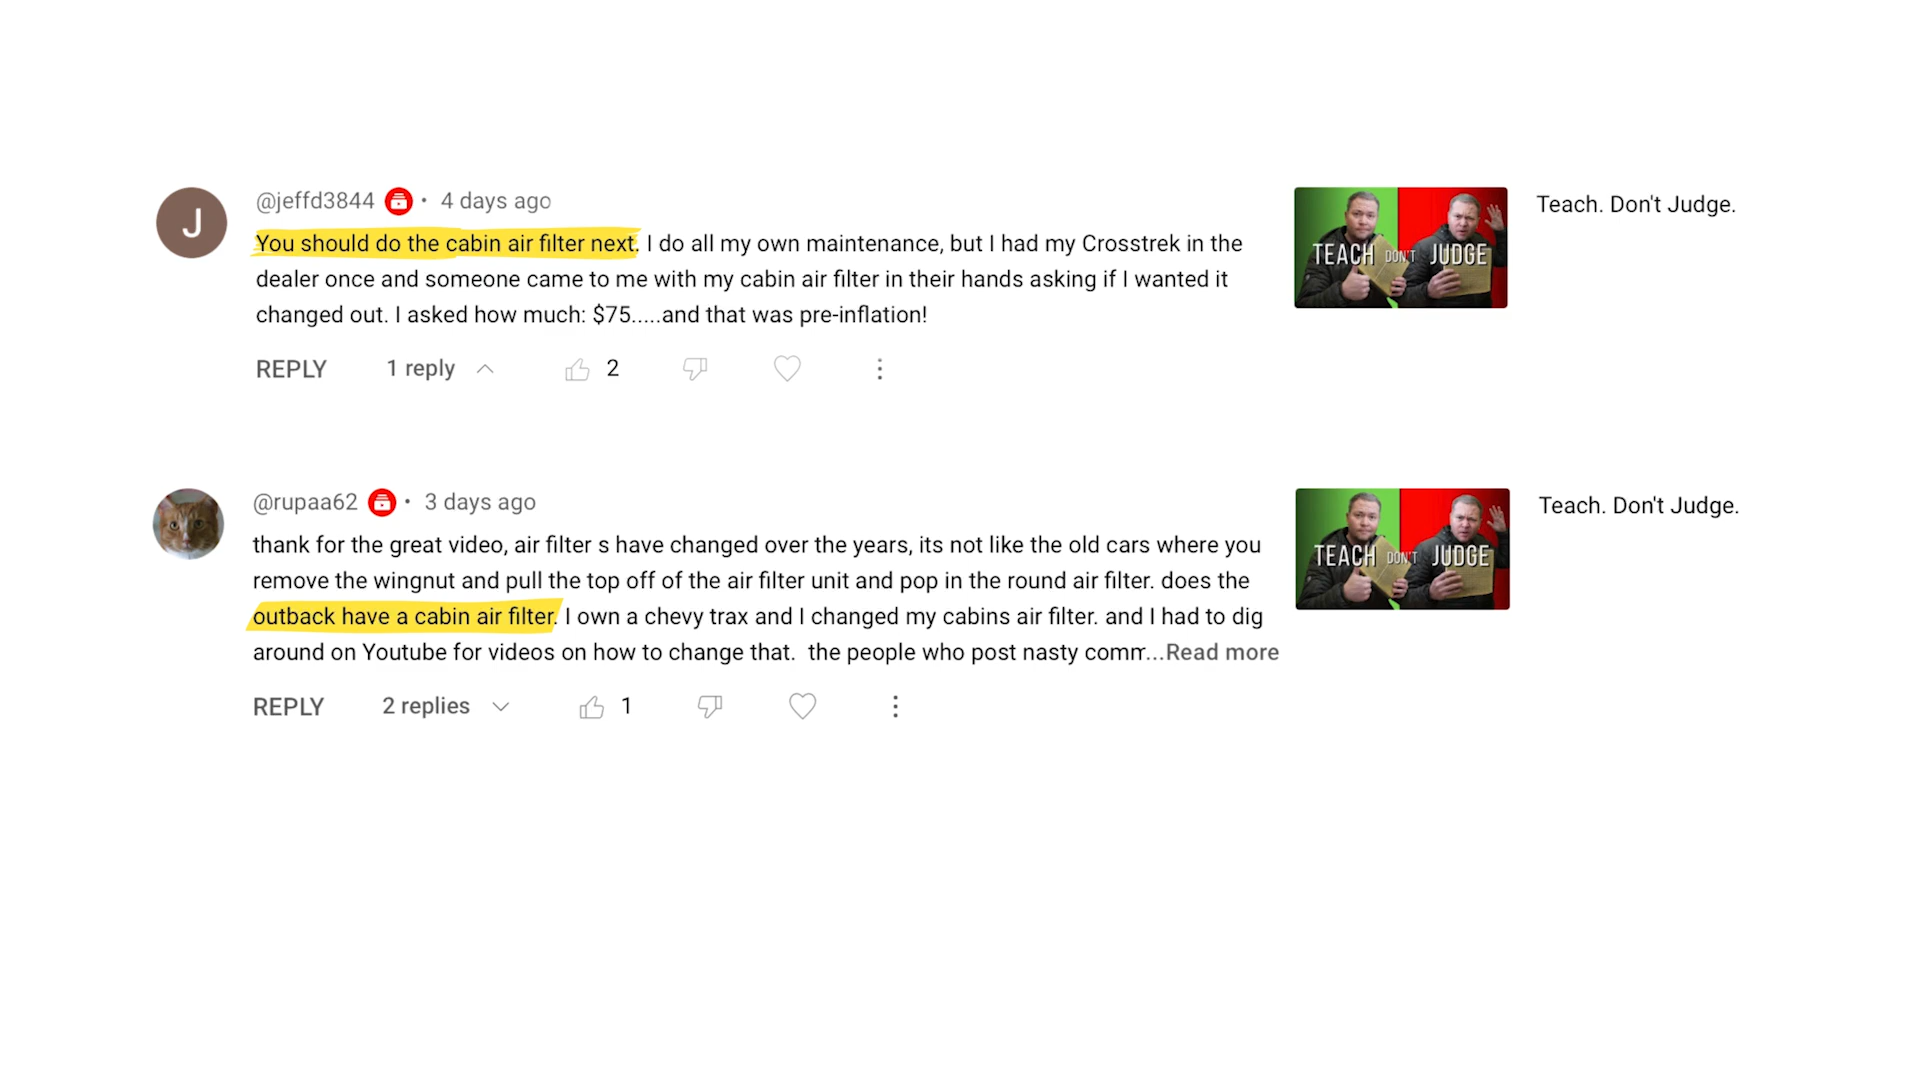 J
@jeffd3844 • 4 days ago
You should do the cabin air filter next. I do all my own maintenance, but I had my Crosstrek in the
dealer once and someone came to me with my cabin air filter in their hands asking if I wanted it
changed out. I asked how much: $75.....and that was pre-inflation!
REPLY 1 reply 2
TEACH DON'T JUDGE
Teach. Don't Judge.
@rupaa62 • 3 days ago
thank for the great video, air filter s have changed over the years, its not like the old cars where you
remove the wingnut and pull the top off of the air filter unit and pop in the round air filter. does the
outback have a cabin air filter. I own a chevy trax and I changed my cabins air filter. and I had to dig
around on Youtube for videos on how to change that.  the people who post nasty comm...Read more
REPLY 2 replies 1
TEACH DON'T JUDGE
Teach. Don't Judge.